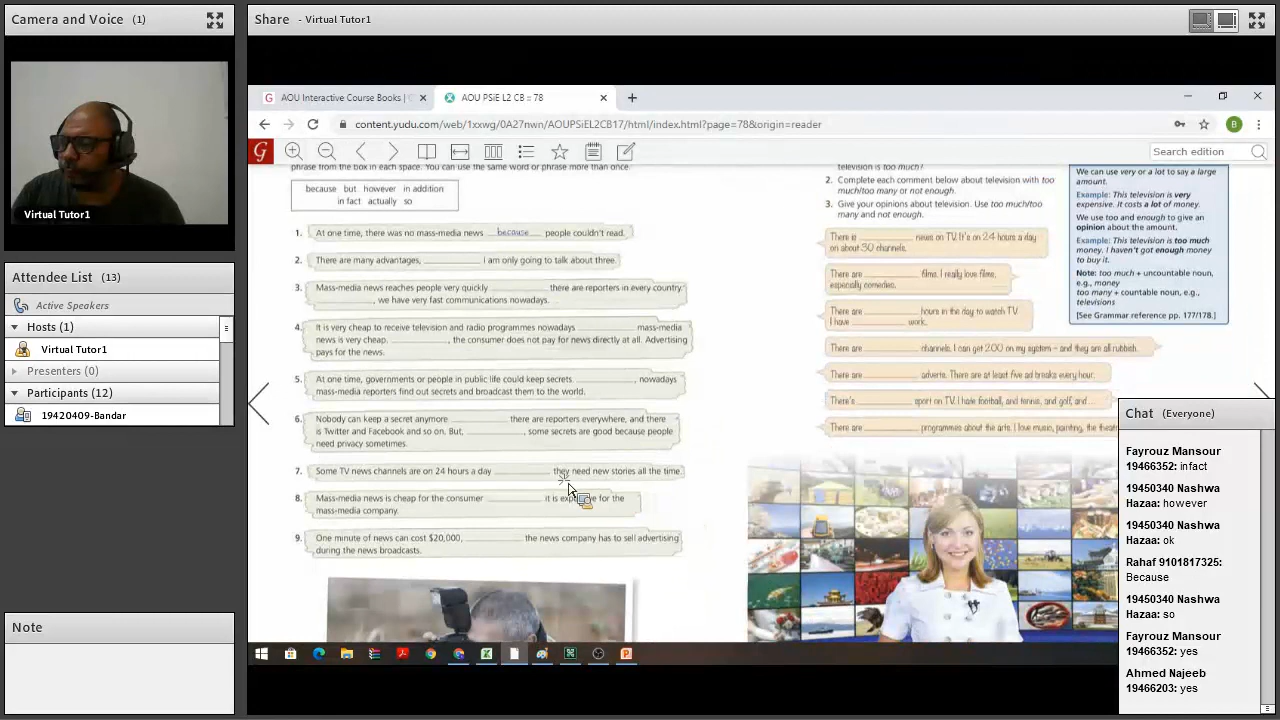 Camera and Voice (1)
Share - Virtual Tutor1
Virtual Tutor1
Attendee List (13)
Active Speakers
Hosts (1)
Virtual Tutor1
Presenters (0)
Participants (12)
19420409-Bandar
Note
AOU Interactive Course Books |
AOU PSiE L2 CB = 78
content.yudu.com/web/1xxwg/0A27nwn/AOUPSiEL2CB17/html/index.html?page=78&origin=reader
B
G
Search edition
phrase from the box in each space. You can use the same word or phrase more than once.
because but however in addition
in fact actually so
1. At one time, there was no mass-media news because people couldn't read.
2. There are many advantages, I am only going to talk about three.
3. Mass-media news reaches people very quickly there are reporters in every country.
, we have very fast communications nowadays.
4. It is very cheap to receive television and radio programmes nowadays mass-media
news is very cheap. , the consumer does not pay for news directly at all. Advertising
pays for the news.
5. At one time, governments or people in public life could keep secrets , nowadays
mass-media reporters find out secrets and broadcast them to the world.
6. Nobody can keep a secret anymore there are reporters everywhere, and there
is Twitter and Facebook and so on. But, , some secrets are good because people
need privacy sometimes.
7. Some TV news channels are on 24 hours a day they need new stories all the time.
8. Mass-media news is cheap for the consumer it is for the
mass-media company.
9. One minute of news can cost $20,000, the news company has to sell advertising
during the news broadcasts.
television is too much?
2. Complete each comment below about television with too
much/too many or not enough.
3. Give your opinions about television. Use too much/too
many and not enough.
There is news on TV. It's on 24 hours a day
on about 30 channels.
There are films. I really love films,
especially comedies.
There are hours in the day to watch TV.
I have work.
There are channels. I can get 200 on my system – and they are all rubbish.
There are adverts. There are at least five ad breaks every hour.
There's sport on TV. I hate football, and tennis, and golf, and
There are programmes about the arts. I love music, painting, the
We can use very or a lot to say a large
amount.
Example: This television is very
expensive. It costs a lot of money.
We use too and enough to give an
opinion about the amount.
Example: This television is too much
money. I haven't got enough money
to buy it.
Note: too much + uncountable noun,
e.g., money
too many + countable noun, e.g.,
televisions
[See Grammar reference pp. 177/178.]
Chat (Everyone)
Fayrouz Mansour
19466352: infact
19450340 Nashwa
Hazaa: however
19450340 Nashwa
Hazaa: ok
Rahaf 9101817325:
Because
19450340 Nashwa
Hazaa: so
Fayrouz Mansour
19466352: yes
Ahmed Najeeb
19466203: yes